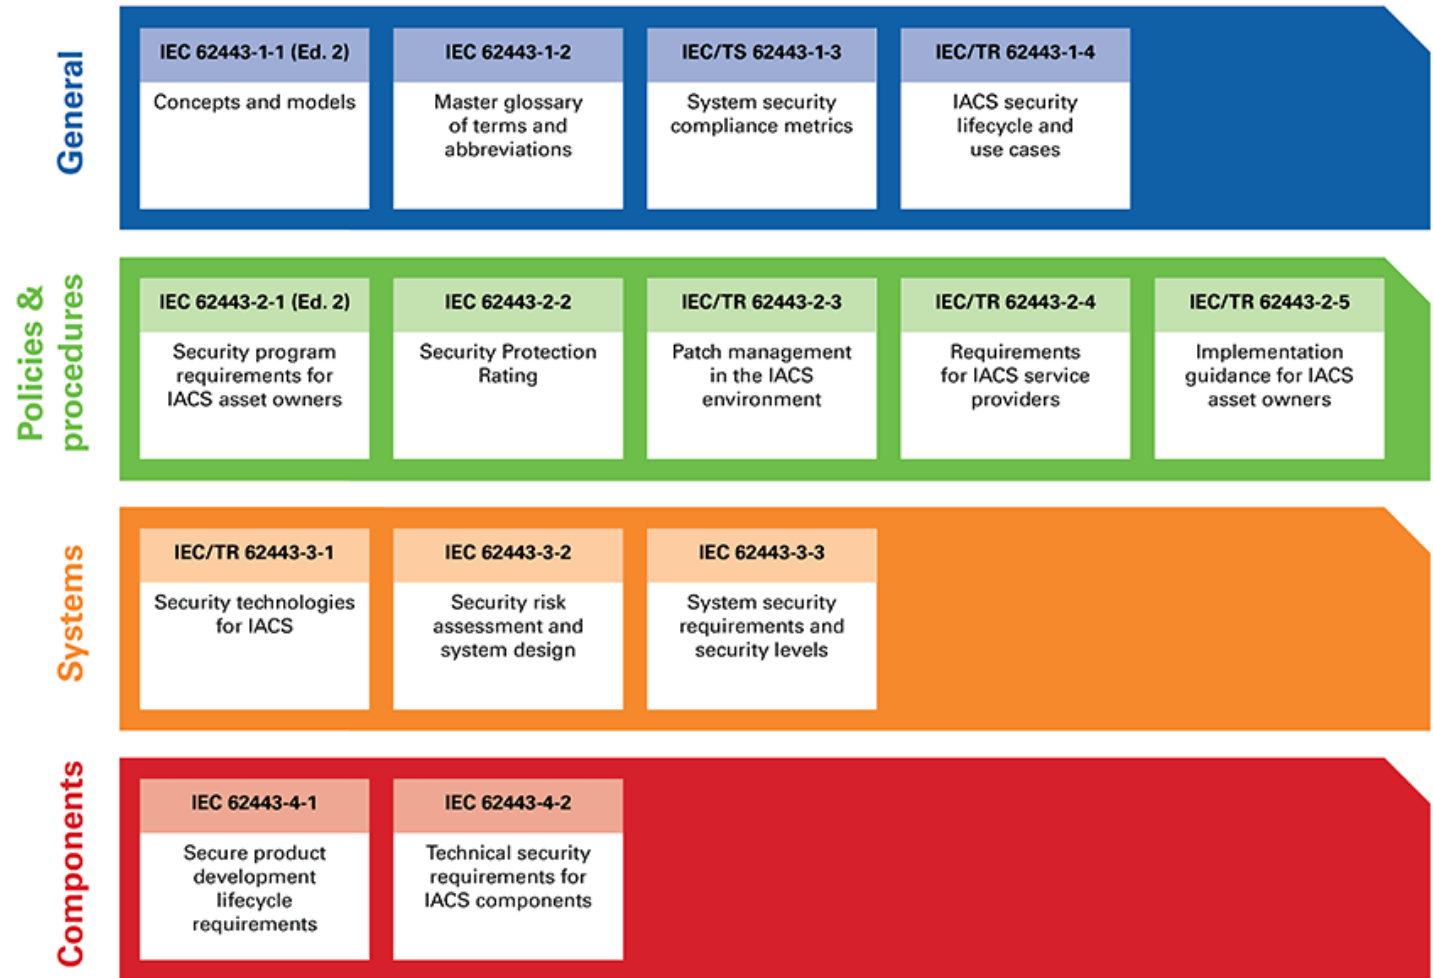 General
IEC 62443-1-1 (Ed. 2)
Concepts and models
IEC 62443-1-2
Master glossary
of terms and
abbreviations
IEC/TS 62443-1-3
System security
compliance metrics
IEC/TR 62443-1-4
IACS security
lifecycle and
use cases
Policies &
procedures
IEC 62443-2-1 (Ed. 2)
Security program
requirements for
IACS asset owners
IEC 62443-2-2
Security Protection
Rating
IEC/TR 62443-2-3
Patch management
in the IACS
environment
IEC/TR 62443-2-4
Requirements
for IACS service
providers
IEC/TR 62443-2-5
Implementation
guidance for IACS
asset owners
Systems
IEC/TR 62443-3-1
Security technologies
for IACS
IEC 62443-3-2
Security risk
assessment and
system design
IEC 62443-3-3
System security
requirements and
security levels
Components
IEC 62443-4-1
Secure product
development
lifecycle
requirements
IEC 62443-4-2
Technical security
requirements for
IACS components